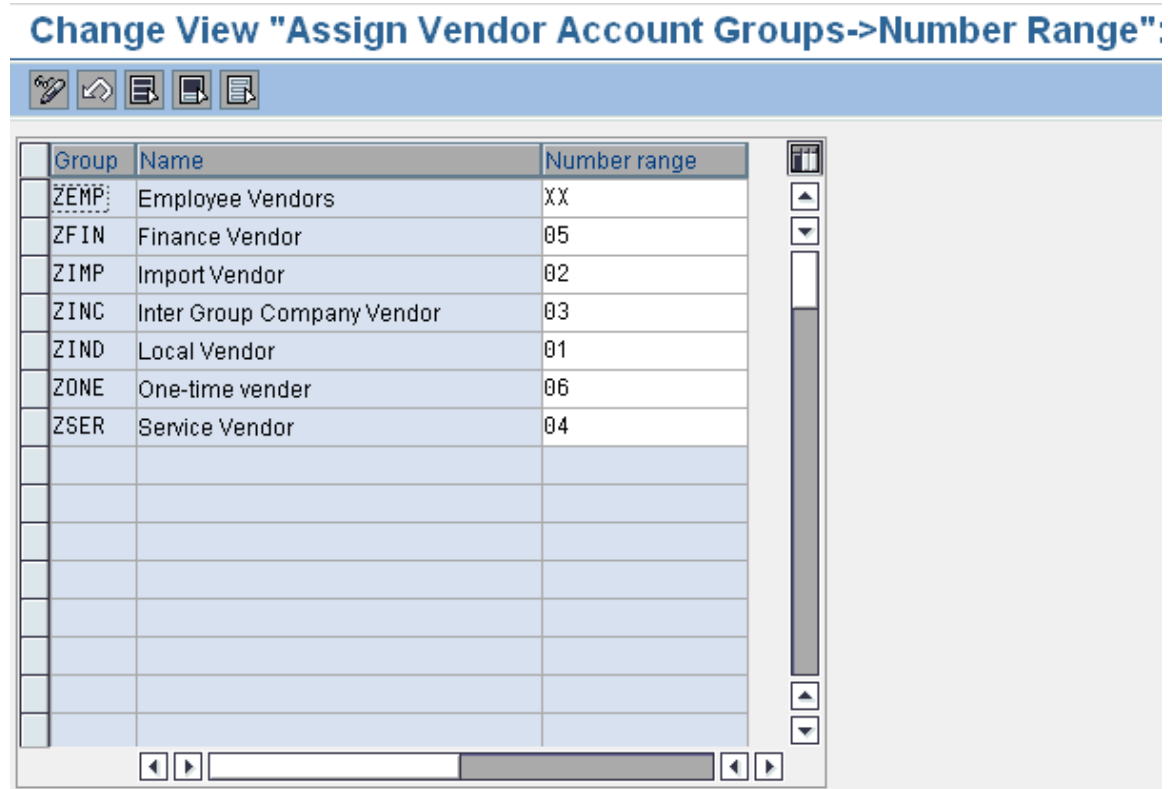 Change View "Assign Vendor Account Groups->Number Range":
Group Name Number range
ZEMP Employee Vendors XX
ZFIN Finance Vendor 05
ZIMP Import Vendor 02
ZINC Inter Group Company Vendor 03
ZIND Local Vendor 01
ZONE One-time vender 06
ZSER Service Vendor 04